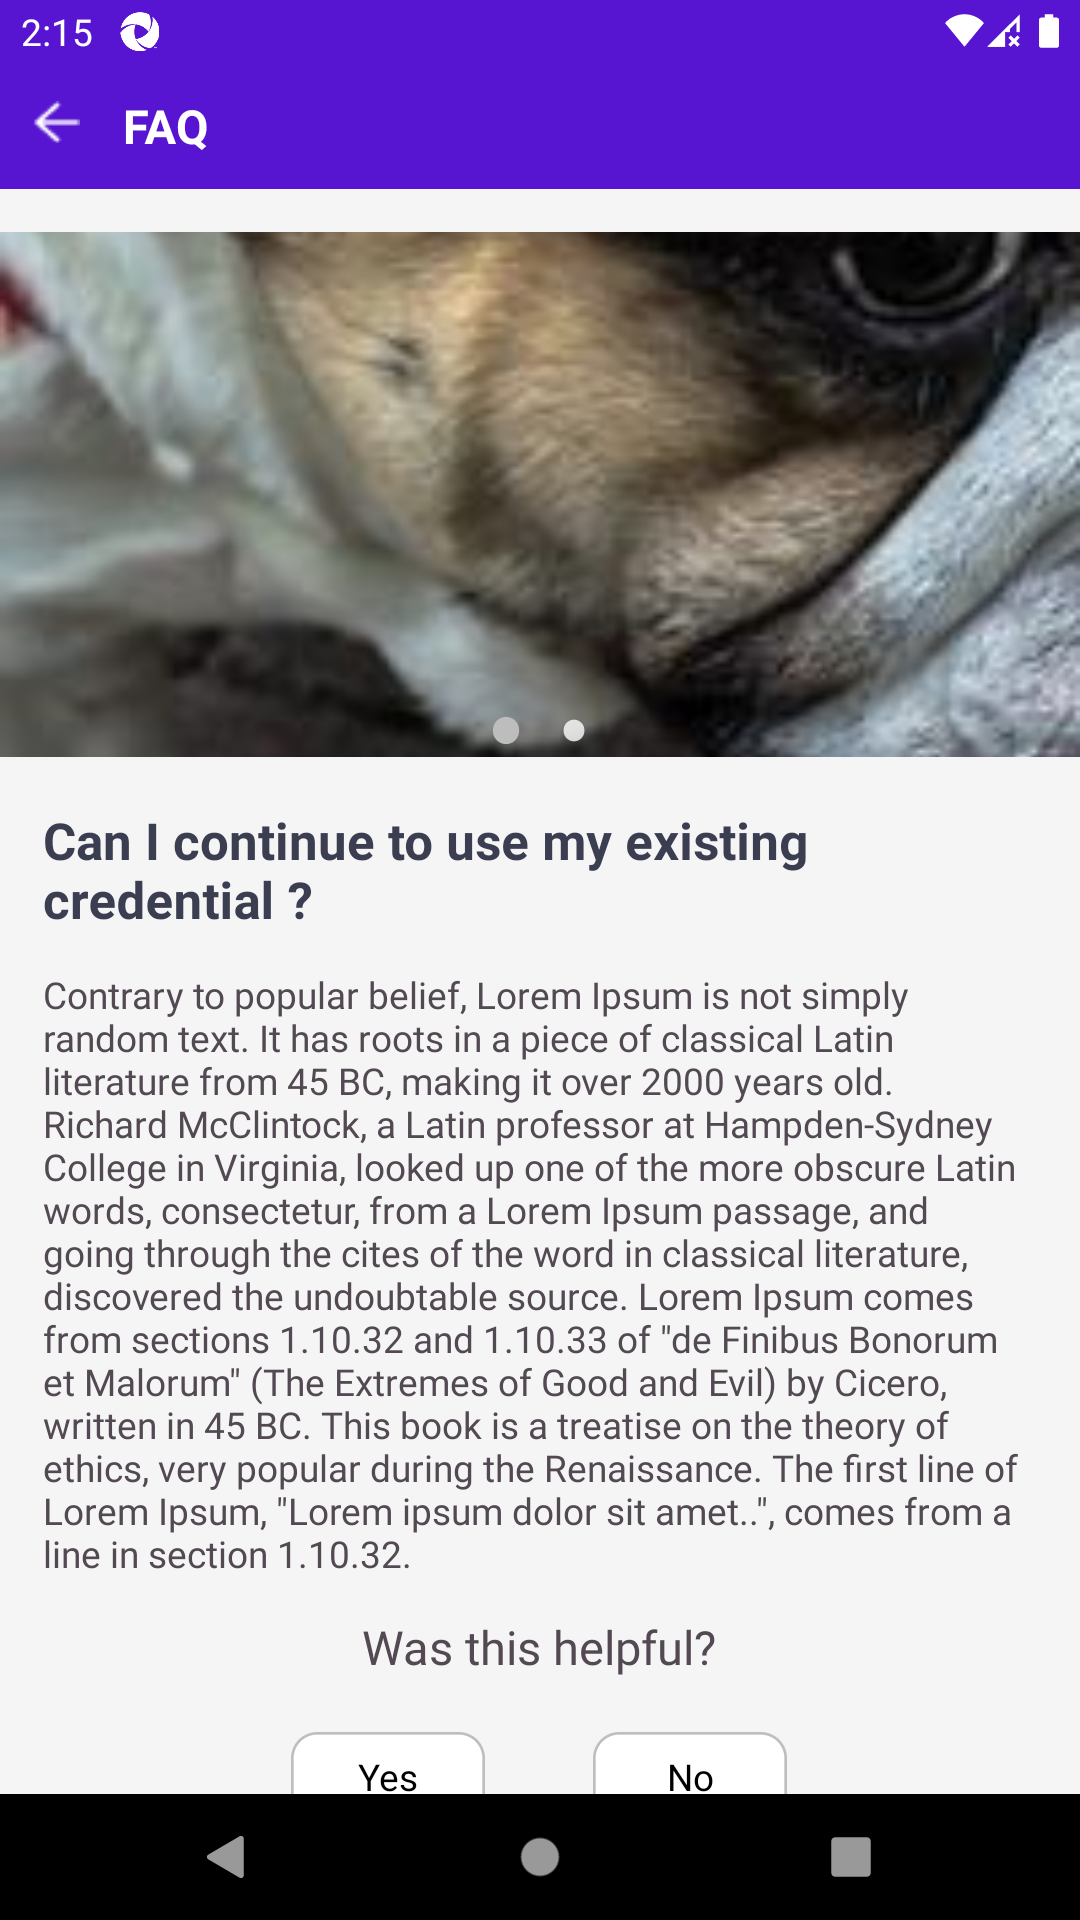 2:15
FAQ
Can I continue to use my existing
credential ?
Contrary to popular belief, Lorem Ipsum is not simply
random text. It has roots in a piece of classical Latin
literature from 45 BC, making it over 2000 years old.
Richard McClintock, a Latin professor at Hampden-Sydney
College in Virginia, looked up one of the more obscure Latin
words, consectetur, from a Lorem Ipsum passage, and
going through the cites of the word in classical literature,
discovered the undoubtable source. Lorem Ipsum comes
from sections 1.10.32 and 1.10.33 of "de Finibus Bonorum
et Malorum" (The Extremes of Good and Evil) by Cicero,
written in 45 BC. This book is a treatise on the theory of
ethics, very popular during the Renaissance. The first line of
Lorem Ipsum, "Lorem ipsum dolor sit amet..", comes from a
line in section 1.10.32.
Was this helpful?
Yes No